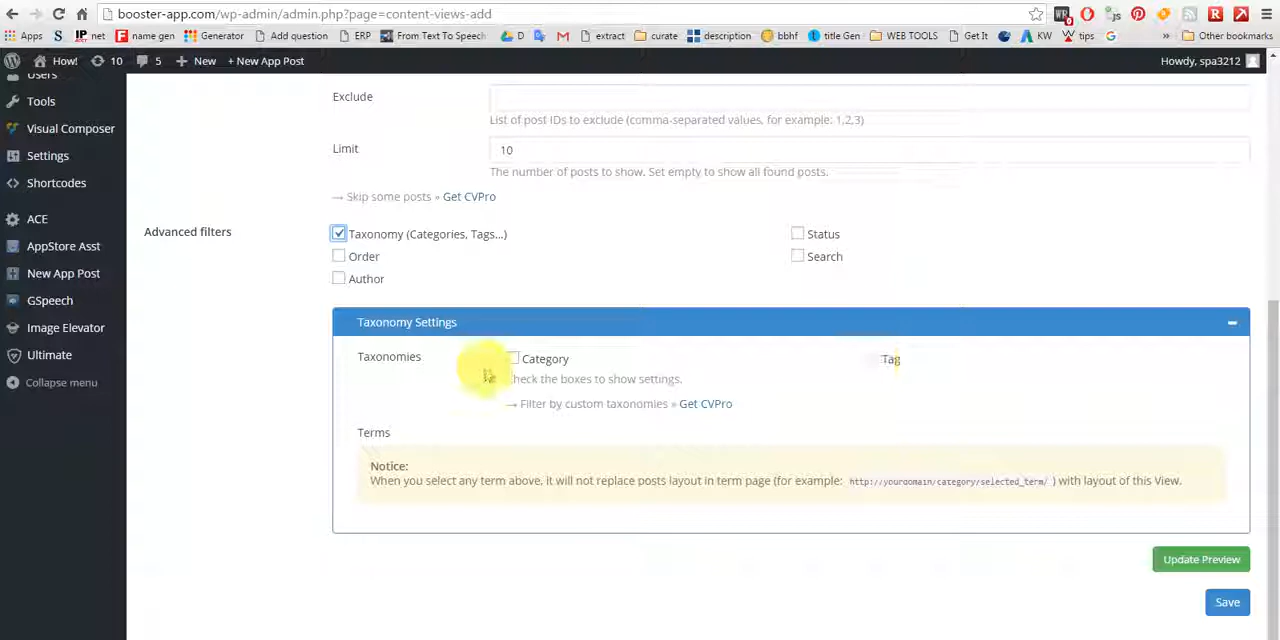 booster-app.com/wp-admin/admin.php?page=content-views-add
Apps S IP net name gen Generator Add question ERP From Text To Speech D extract curate description bbhf title Gen WEB TOOLS Get It KW tips » Other bookmarks
How! 10 5 + New + New App Post Howdy, spa3212
Users
Tools
Visual Composer
Settings
Shortcodes
ACE
AppStore Asst
New App Post
GSpeech
Image Elevator
Ultimate
Collapse menu
Exclude
List of post IDs to exclude (comma-separated values, for example: 1,2,3)
Limit
10
The number of posts to show. Set empty to show all found posts.
→ Skip some posts » Get CVPro
Advanced filters
Taxonomy (Categories, Tags...)
Status
Order
Search
Author
Taxonomy Settings
Taxonomies
Category
Tag
heck the boxes to show settings.
→ Filter by custom taxonomies » Get CVPro
Terms
Notice:
When you select any term above, it will not replace posts layout in term page (for example: http://yourdomain/category/selected_term/ ) with layout of this View.
Update Preview
Save